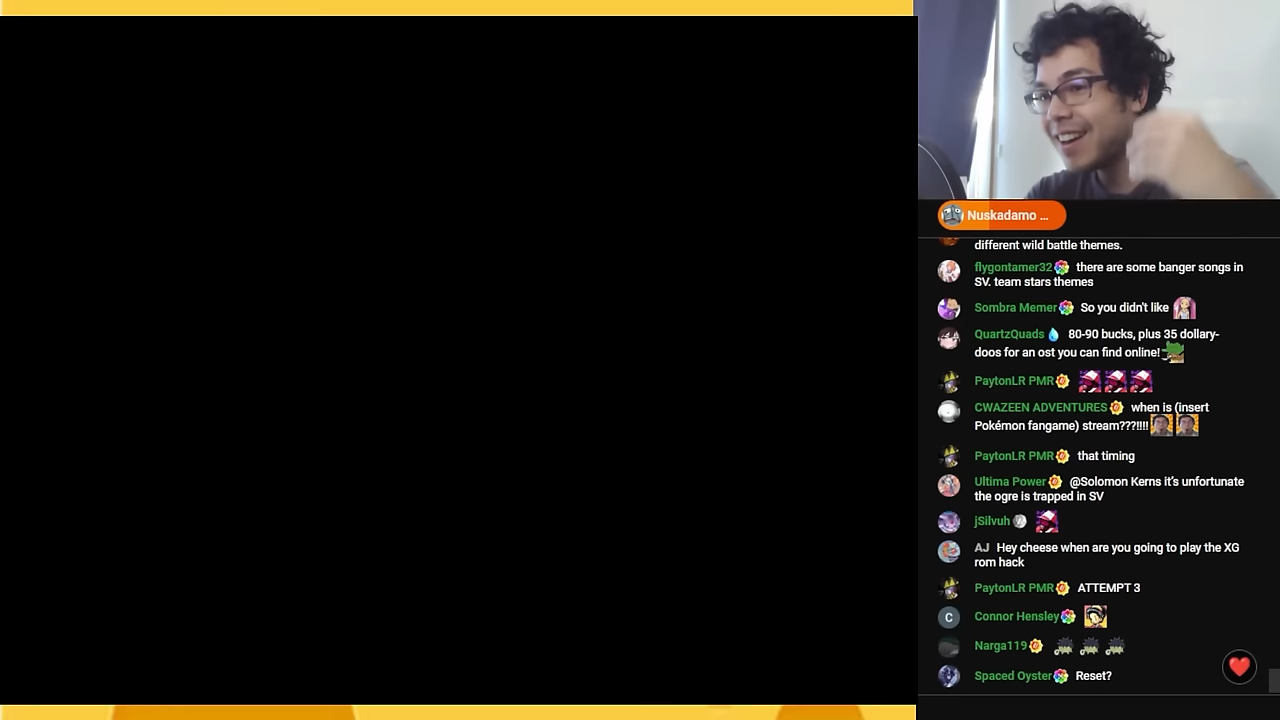 Nuskadamo ...
different wild battle themes.
flygontamer32 there are some banger songs in
SV. team stars themes
Sombra Memer So you didn't like
QuartzQuads 80-90 bucks, plus 35 dollary-
doos for an ost you can find online!
PaytonLR PMR
CWAZEEN ADVENTURES when is (insert
Pokémon fangame) stream???!!!!
PaytonLR PMR that timing
Ultima Power @Solomon Kerns it's unfortunate
the ogre is trapped in SV
jSilvuh
AJ Hey cheese when are you going to play the XG
rom hack
PaytonLR PMR ATTEMPT 3
C Connor Hensley
Narga119
Spaced Oyster Reset?